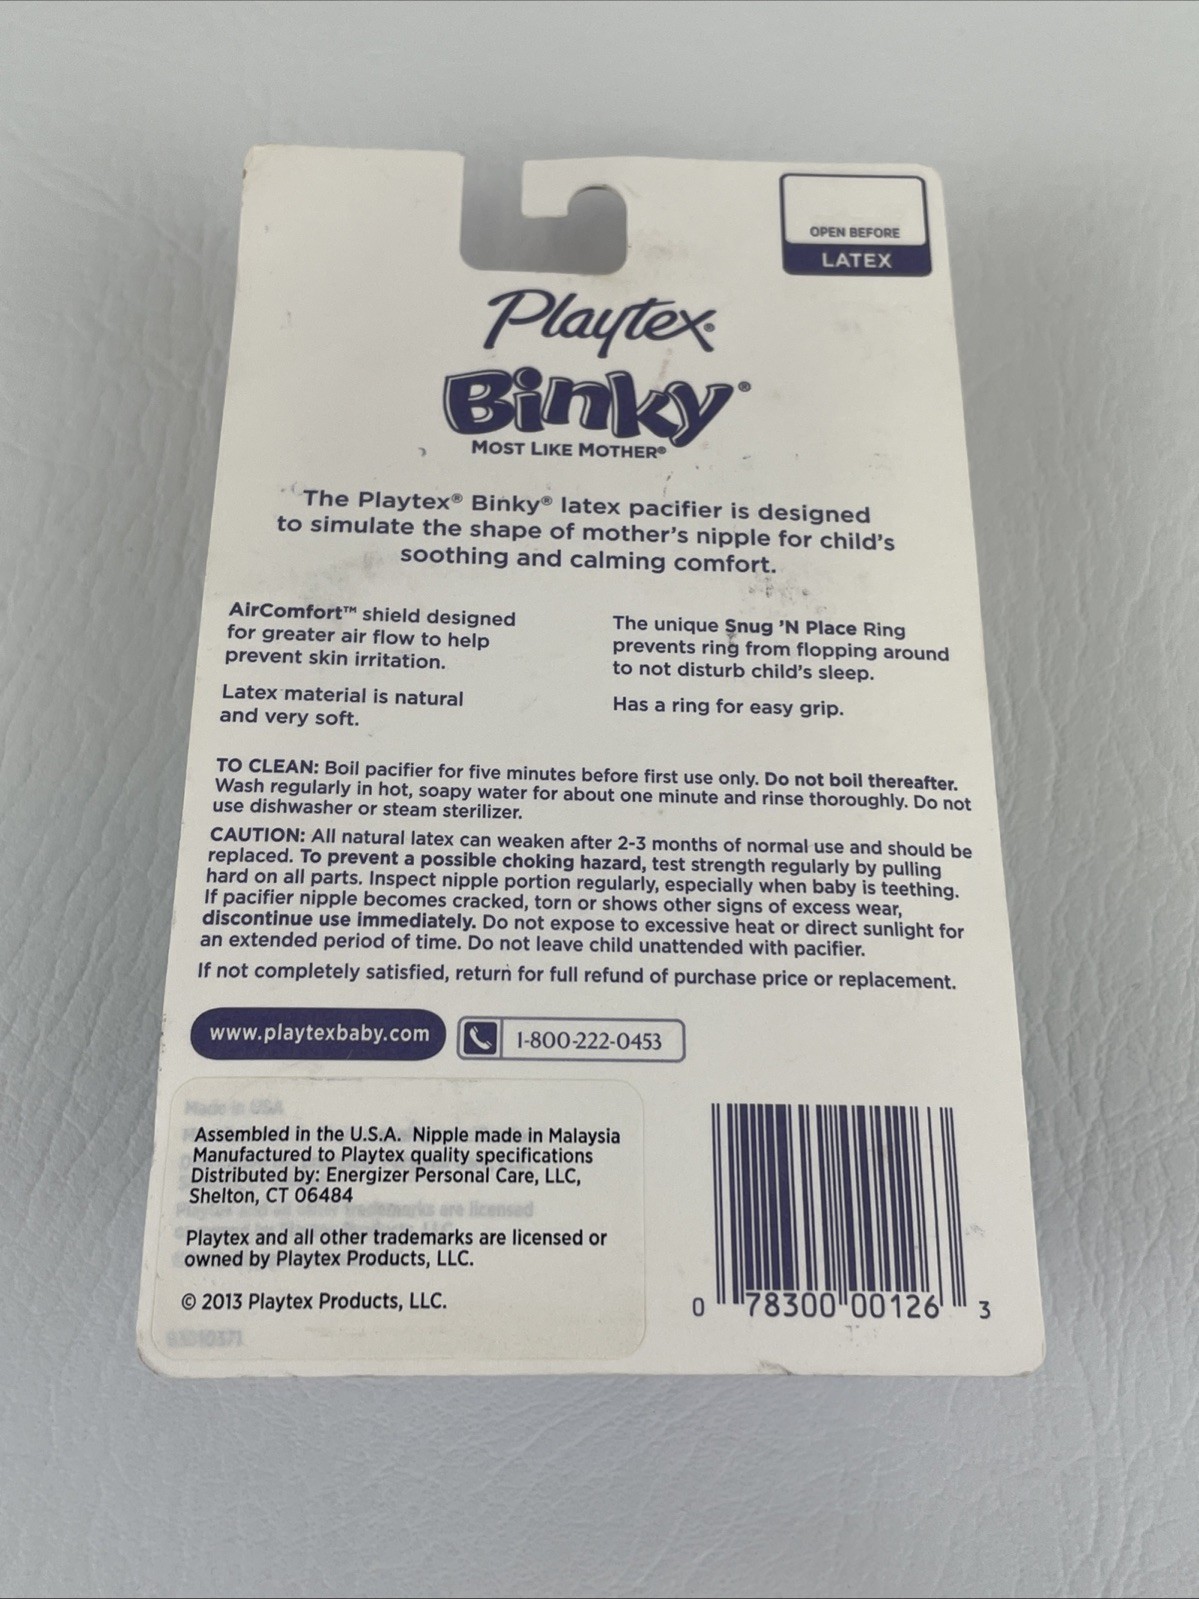 OPEN BEFORE
LATEX
Playtex®
Binky®
MOST LIKE MOTHER®
The Playtex® Binky® latex pacifier is designed
to simulate the shape of mother's nipple for child's
soothing and calming comfort.
AirComfort™ shield designed
for greater air flow to help
prevent skin irritation.
Latex material is natural
and very soft.
The unique Snug 'N Place Ring
prevents ring from flopping around
to not disturb child's sleep.
Has a ring for easy grip.
TO CLEAN: Boil pacifier for five minutes before first use only. Do not boil thereafter.
Wash regularly in hot, soapy water for about one minute and rinse thoroughly. Do not
use dishwasher or steam sterilizer.
CAUTION: All natural latex can weaken after 2-3 months of normal use and should be
replaced. To prevent a possible choking hazard, test strength regularly by pulling
hard on all parts. Inspect nipple portion regularly, especially when baby is teething.
If pacifier nipple becomes cracked, torn or shows other signs of excess wear,
discontinue use immediately. Do not expose to excessive heat or direct sunlight for
an extended period of time. Do not leave child unattended with pacifier.
If not completely satisfied, return for full refund of purchase price or replacement.
www.playtexbaby.com
1-800-222-0453
Made in USA
Assembled in the U.S.A. Nipple made in Malaysia
Manufactured to Playtex quality specifications
Distributed by: Energizer Personal Care, LLC,
Shelton, CT 06484
Playtex and all other trademarks are licensed
Playtex and all other trademarks are licensed or
owned by Playtex Products, LLC.
© 2013 Playtex Products, LLC.
0 78300 00126 3